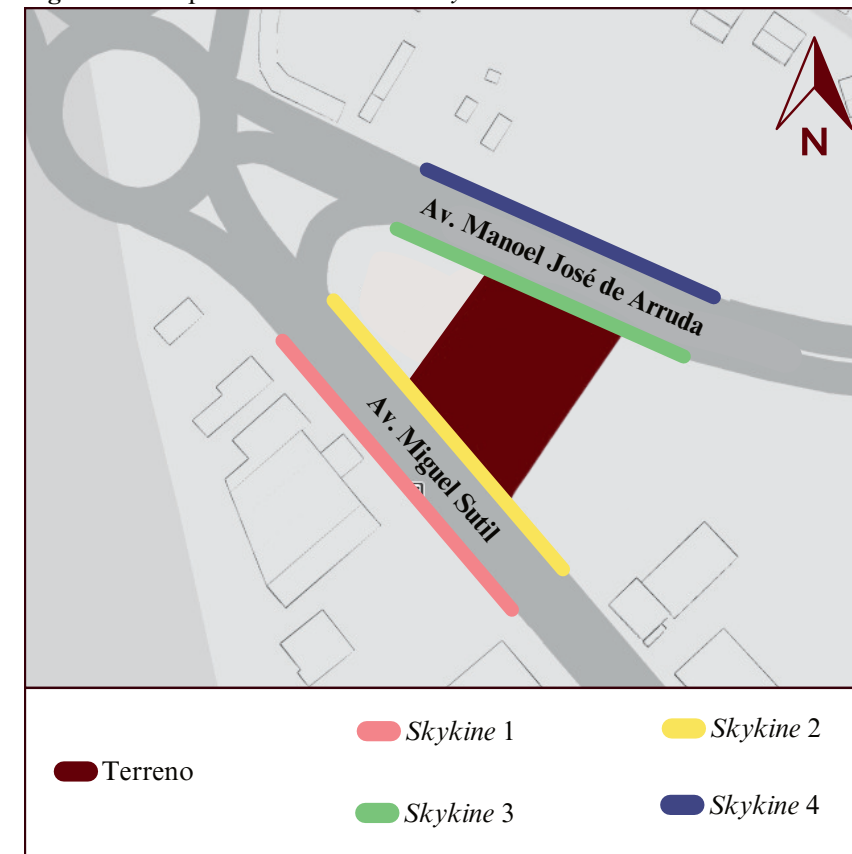 N
Av. Manoel José de Arruda
Av. Miguel Sutil
Skykine 1
Skykine 2
Terreno
Skykine 3
Skykine 4